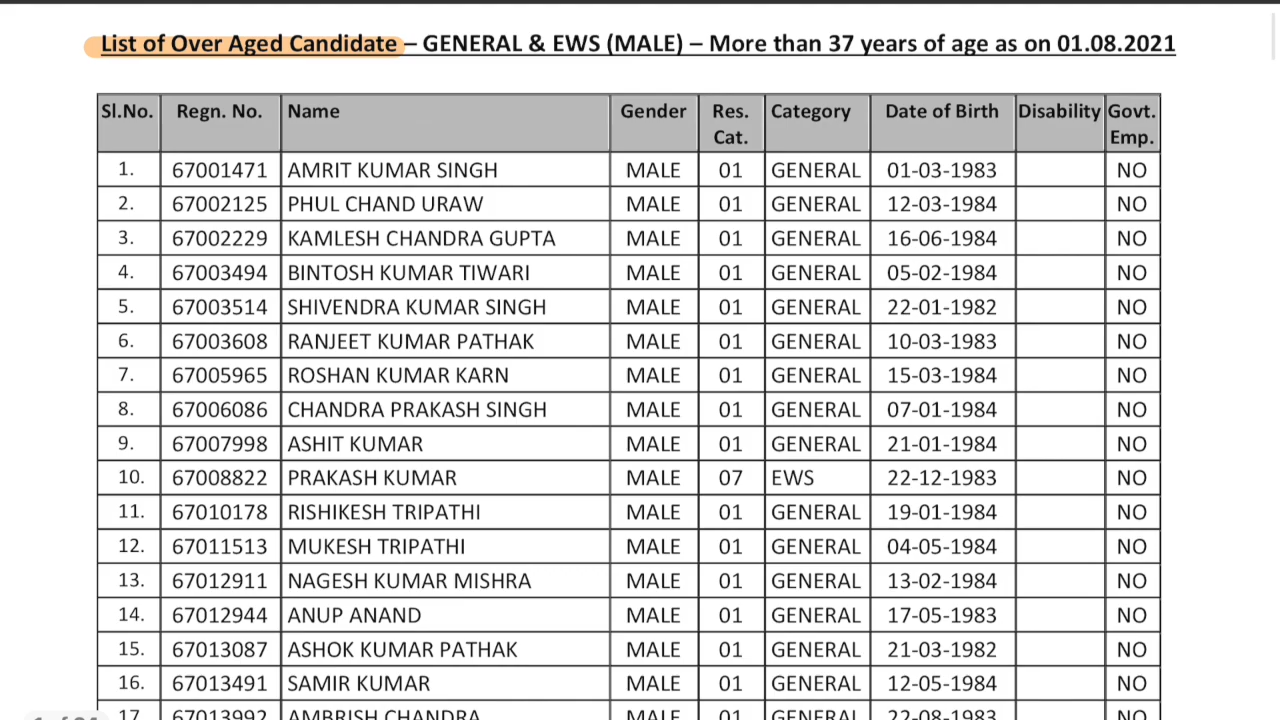 List of Over Aged Candidate – GENERAL & EWS (MALE) – More than 37 years of age as on 01.08.2021
Sl.No. Regn. No. Name Gender Res. Cat. Category Date of Birth Disability Govt. Emp.
1. 67001471 AMRIT KUMAR SINGH MALE 01 GENERAL 01-03-1983 NO
2. 67002125 PHUL CHAND URAW MALE 01 GENERAL 12-03-1984 NO
3. 67002229 KAMLESH CHANDRA GUPTA MALE 01 GENERAL 16-06-1984 NO
4. 67003494 BINTOSH KUMAR TIWARI MALE 01 GENERAL 05-02-1984 NO
5. 67003514 SHIVENDRA KUMAR SINGH MALE 01 GENERAL 22-01-1982 NO
6. 67003608 RANJEET KUMAR PATHAK MALE 01 GENERAL 10-03-1983 NO
7. 67005965 ROSHAN KUMAR KARN MALE 01 GENERAL 15-03-1984 NO
8. 67006086 CHANDRA PRAKASH SINGH MALE 01 GENERAL 07-01-1984 NO
9. 67007998 ASHIT KUMAR MALE 01 GENERAL 21-01-1984 NO
10. 67008822 PRAKASH KUMAR MALE 07 EWS 22-12-1983 NO
11. 67010178 RISHIKESH TRIPATHI MALE 01 GENERAL 19-01-1984 NO
12. 67011513 MUKESH TRIPATHI MALE 01 GENERAL 04-05-1984 NO
13. 67012911 NAGESH KUMAR MISHRA MALE 01 GENERAL 13-02-1984 NO
14. 67012944 ANUP ANAND MALE 01 GENERAL 17-05-1983 NO
15. 67013087 ASHOK KUMAR PATHAK MALE 01 GENERAL 21-03-1982 NO
16. 67013491 SAMIR KUMAR MALE 01 GENERAL 12-05-1984 NO
17. 67013992 AMBRISH CHANDRA MALE 01 GENERAL 22-08-1983 NO